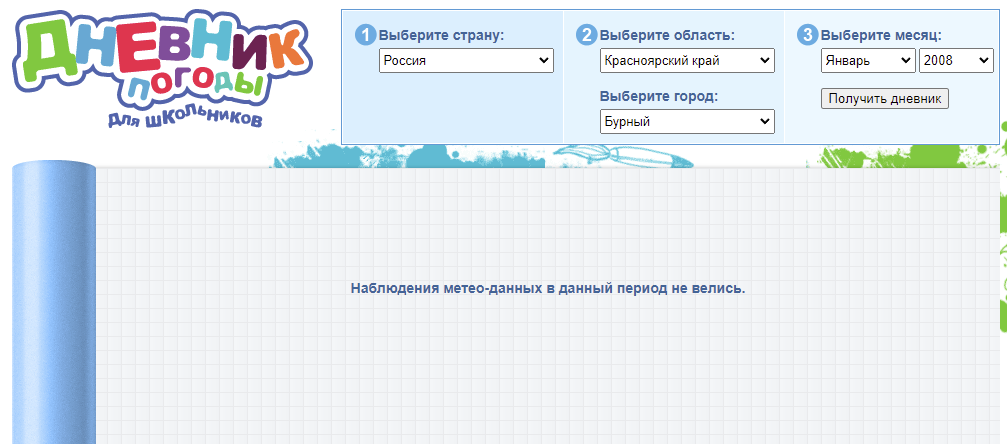 ДНЕВНИК
ПОГОДЫ
ДЛЯ ШКОЛЬНИКОВ
1 Выберите страну:
Россия
2 Выберите область:
Красноярский край
Выберите город:
Бурный
3 Выберите месяц:
Январь 2008
Получить дневник
Наблюдения метео-данных в данный период не велись.